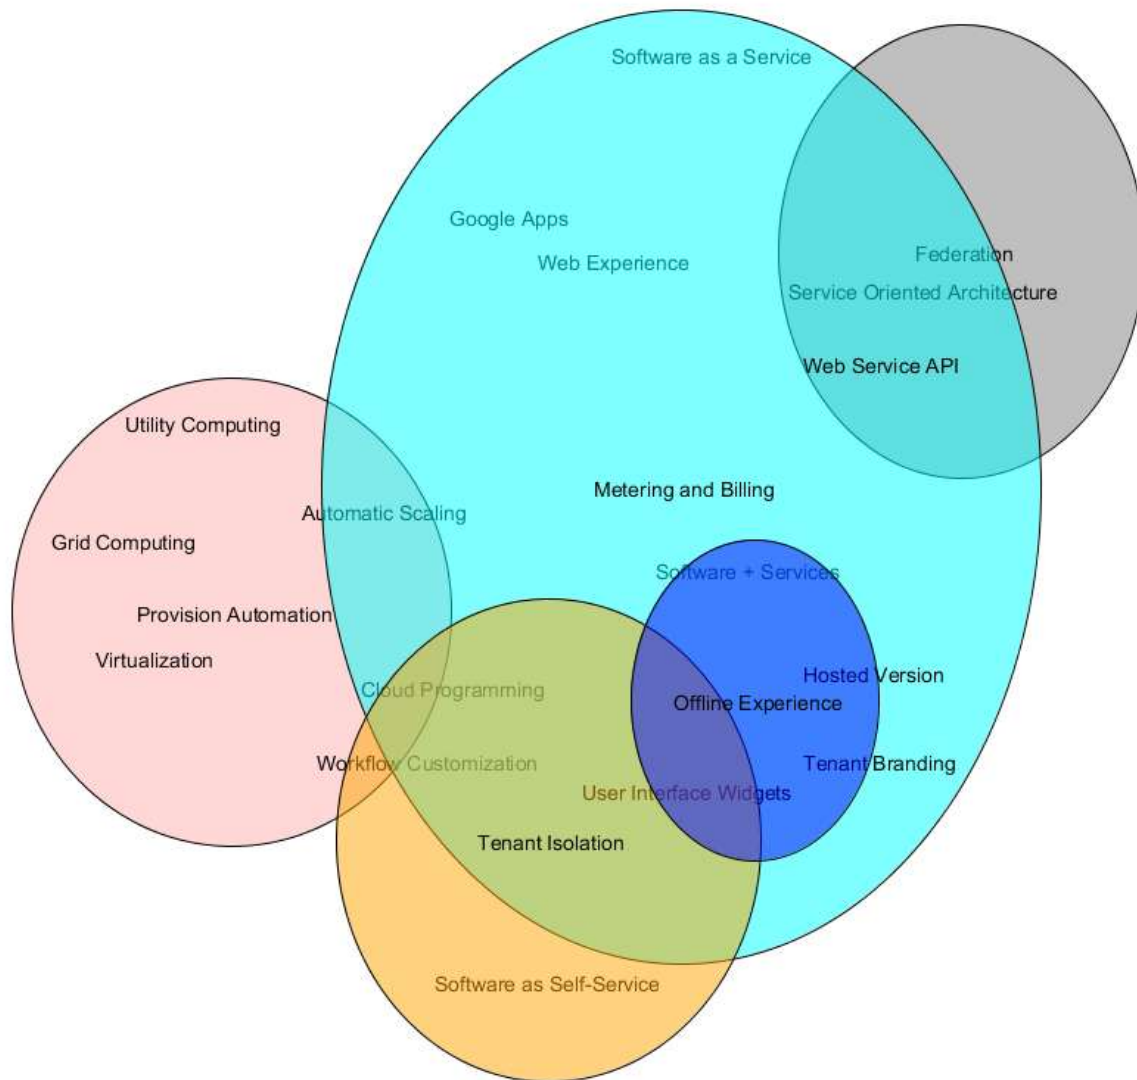 Software as a Service
Google Apps
Federation
Web Experience
Service Oriented Architecture
Web Service API
Utility Computing
Metering and Billing
Automatic Scaling
Grid Computing
Software + Services
Provision Automation
Virtualization
Hosted Version
Cloud Programming
Offline Experience
Workflow Customization
Tenant Branding
User Interface Widgets
Tenant Isolation
Software as Self-Service